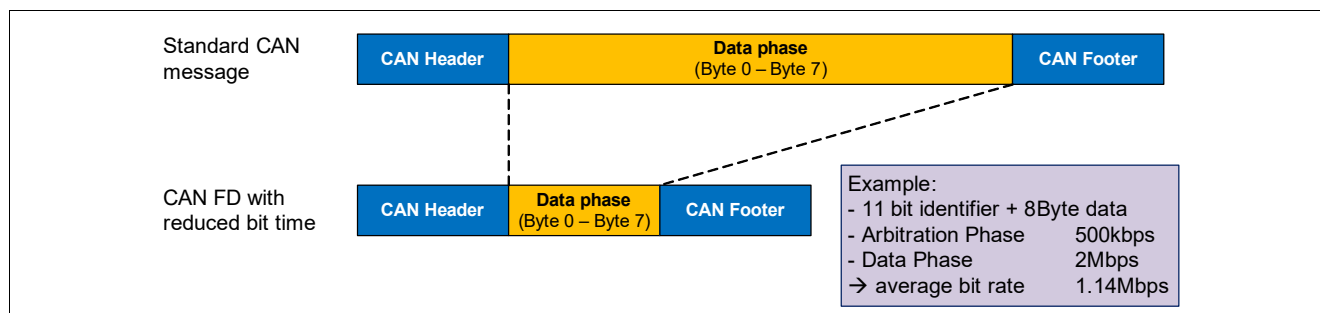 Standard CAN
message
CAN Header
Data phase
(Byte 0 – Byte 7)
CAN Footer
CAN FD with
reduced bit time
CAN Header
Data phase
(Byte 0 – Byte 7)
CAN Footer
Example:
- 11 bit identifier + 8Byte data
- Arbitration Phase 500kbps
- Data Phase 2Mbps
→ average bit rate 1.14Mbps